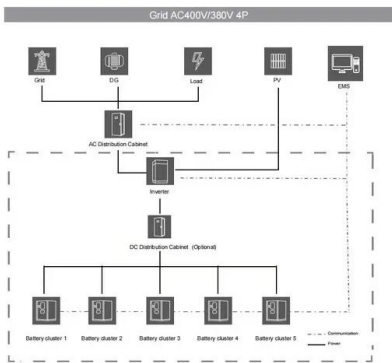 Grid AC400V/380V 4P
Grid DG Load PV EMS
AC Distribution Cabinet
Inverter
DC Distribution Cabinet (Optional)
Battery cluster 1 Battery cluster 2 Battery cluster 3 Battery cluster 4 Battery cluster 5
Communication
Power